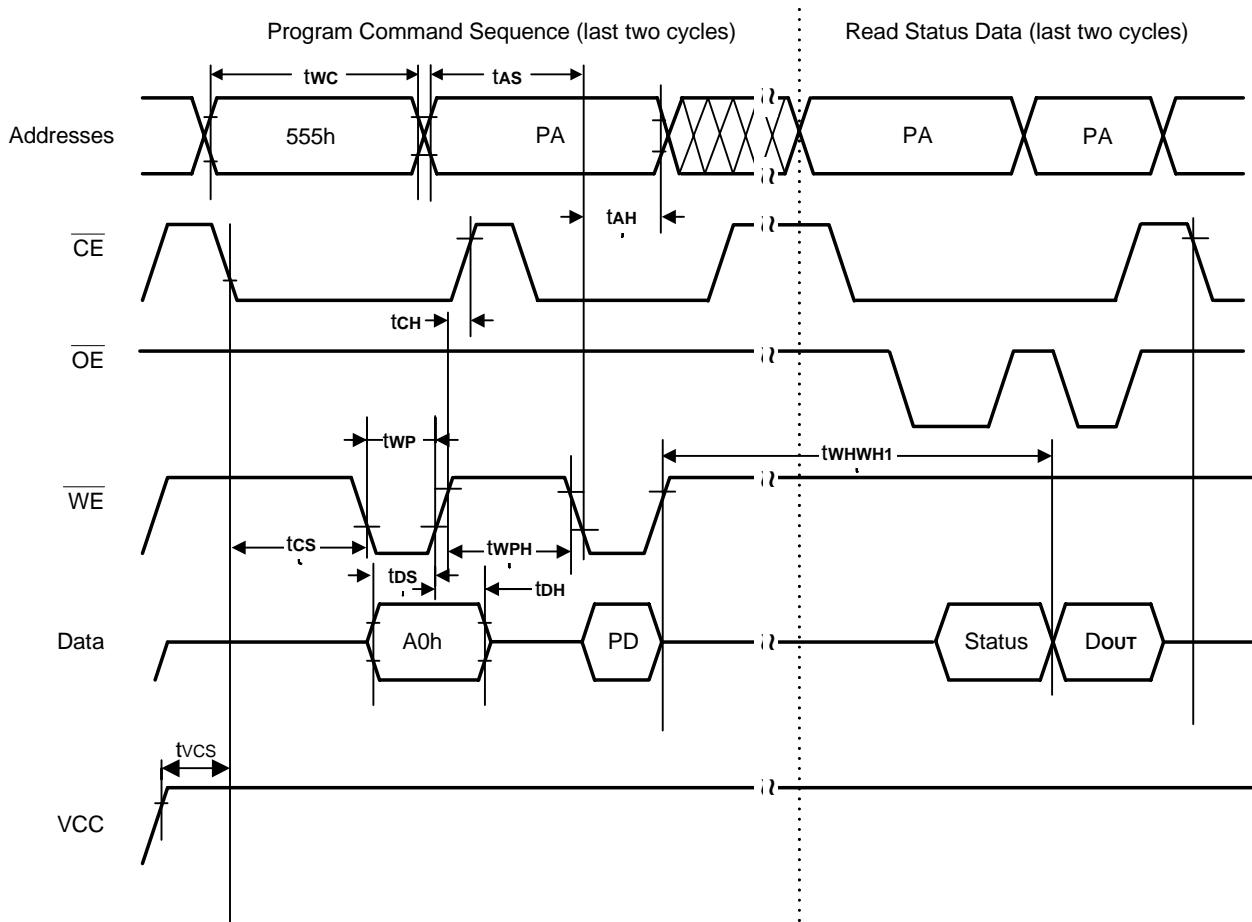 Program Command Sequence (last two cycles) Read Status Data (last two cycles)
tWC tAS
Addresses 555h PA PA PA
tAH
CE
tCH
OE
tWP
tWHWH1
WE
tCS tWPH
tDS tDH
Data A0h PD Status DOUT
tVCS
VCC